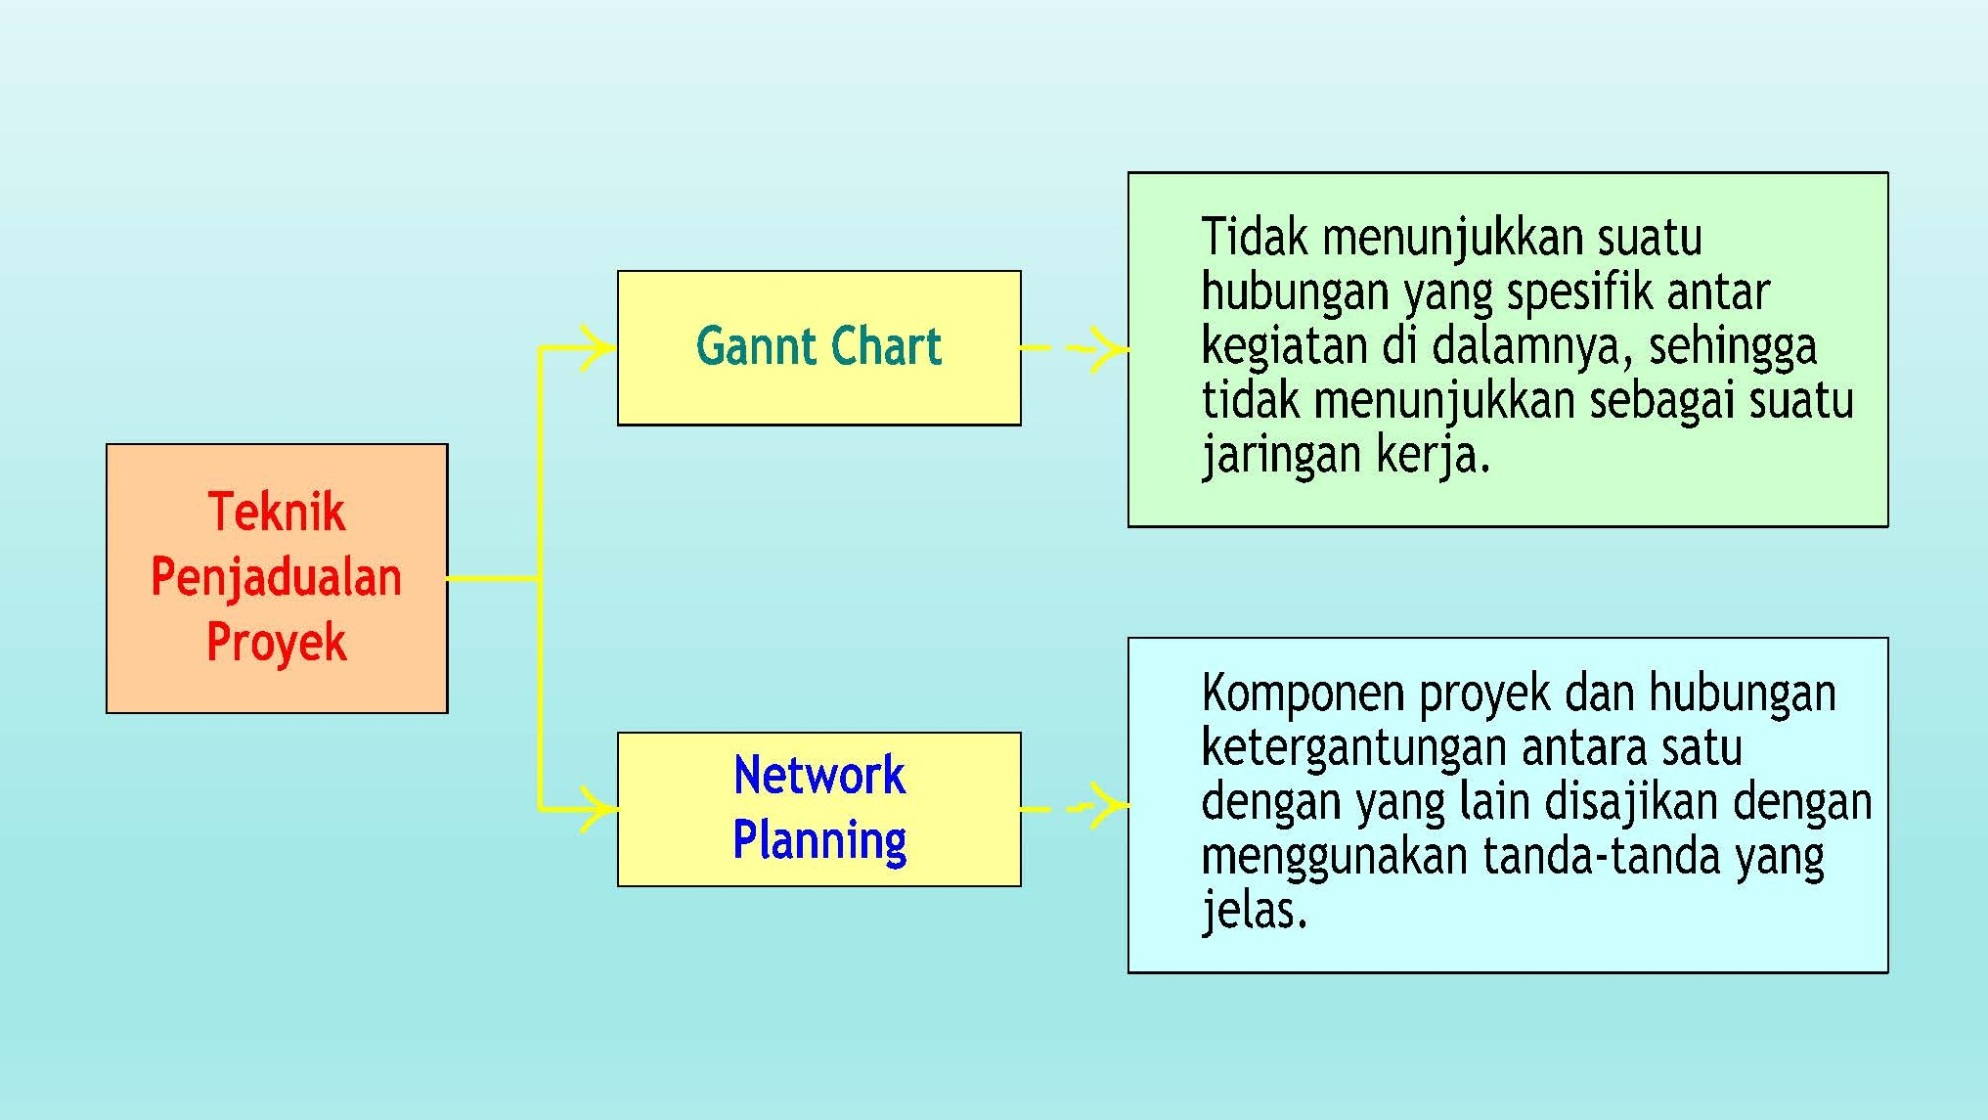 Teknik
Penjadualan
Proyek
Gannt Chart
Tidak menunjukkan suatu
hubungan yang spesifik antar
kegiatan di dalamnya, sehingga
tidak menunjukkan sebagai suatu
jaringan kerja.
Network
Planning
Komponen proyek dan hubungan
ketergantungan antara satu
dengan yang lain disajikan dengan
menggunakan tanda-tanda yang
jelas.